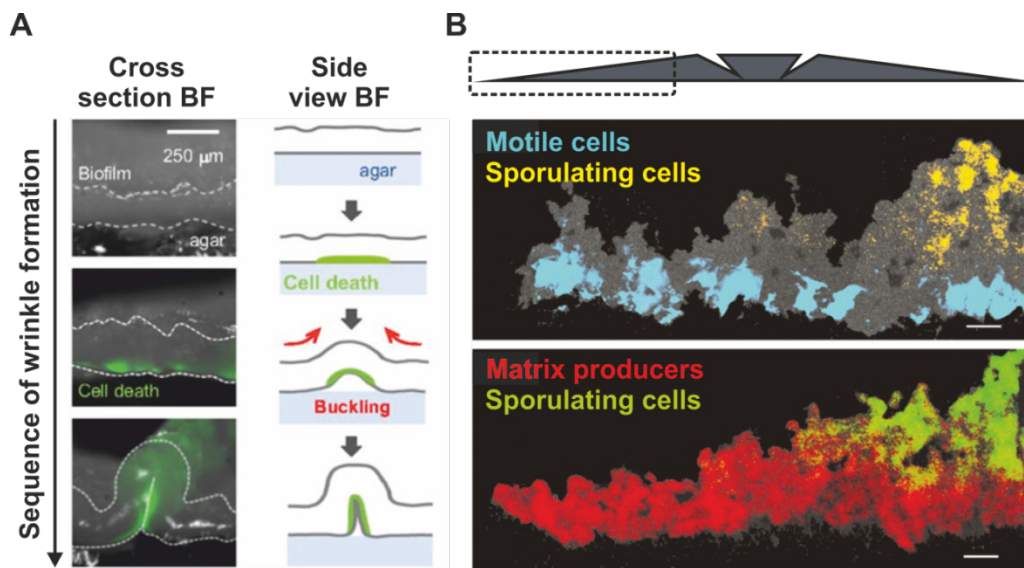 A
Cross
section BF
Side
view BF
Sequence of wrinkle formation
250 µm
Biofilm
agar
Cell death
agar
Cell death
Buckling
B
Motile cells
Sporulating cells
Matrix producers
Sporulating cells